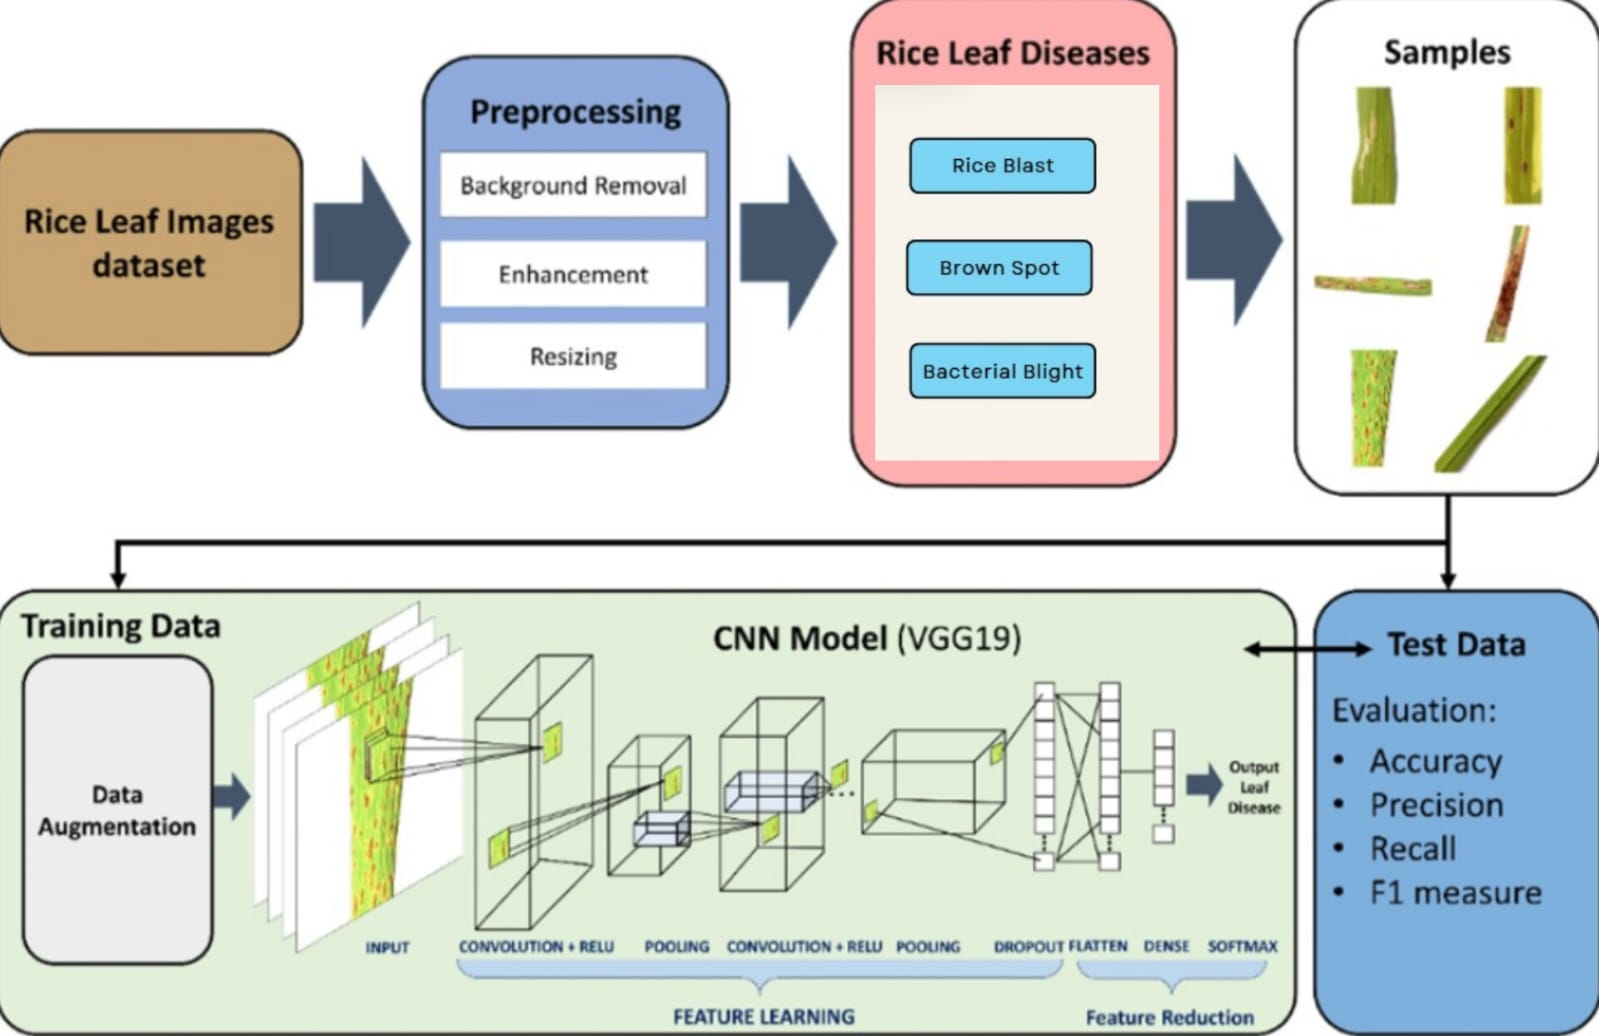 Rice Leaf Images
dataset
Preprocessing
Background Removal
Enhancement
Resizing
Rice Leaf Diseases
Rice Blast
Brown Spot
Bacterial Blight
Samples
Training Data
Data
Augmentation
CNN Model (VGG19)
Output
Leaf
Disease
INPUT
CONVOLUTION + RELU
POOLING
CONVOLUTION + RELU
POOLING
DROPOUT
FLATTEN
DENSE
SOFTMAX
FEATURE LEARNING
Feature Reduction
Test Data
Evaluation:
• Accuracy
• Precision
• Recall
• F1 measure